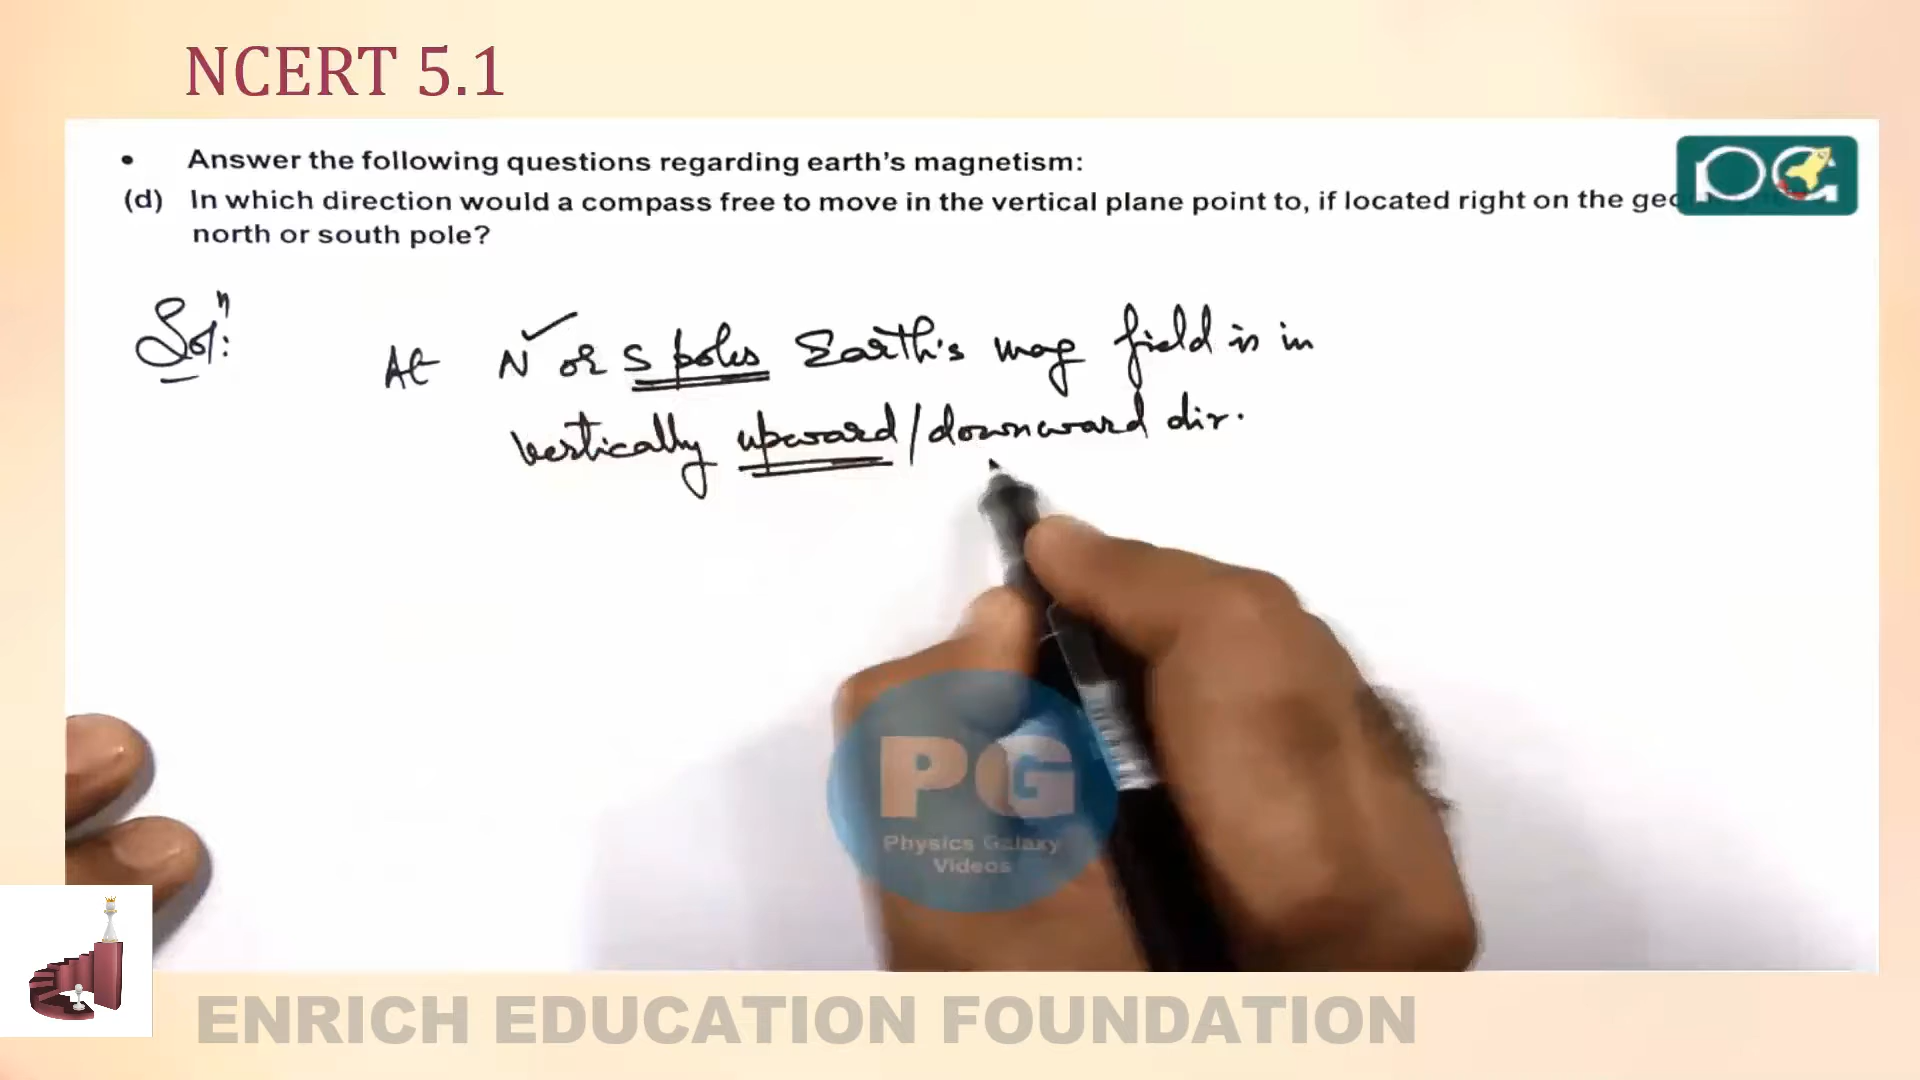 NCERT 5.1
• Answer the following questions regarding earth's magnetism:
(d) In which direction would a compass free to move in the vertical plane point to, if located right on the
north or south pole?
Solⁿ:
At N or S poles Earth's mag field is in
vertically upward/downward dir.
PG
Physics Galaxy
Videos
ENRICH EDUCATION FOUNDATION